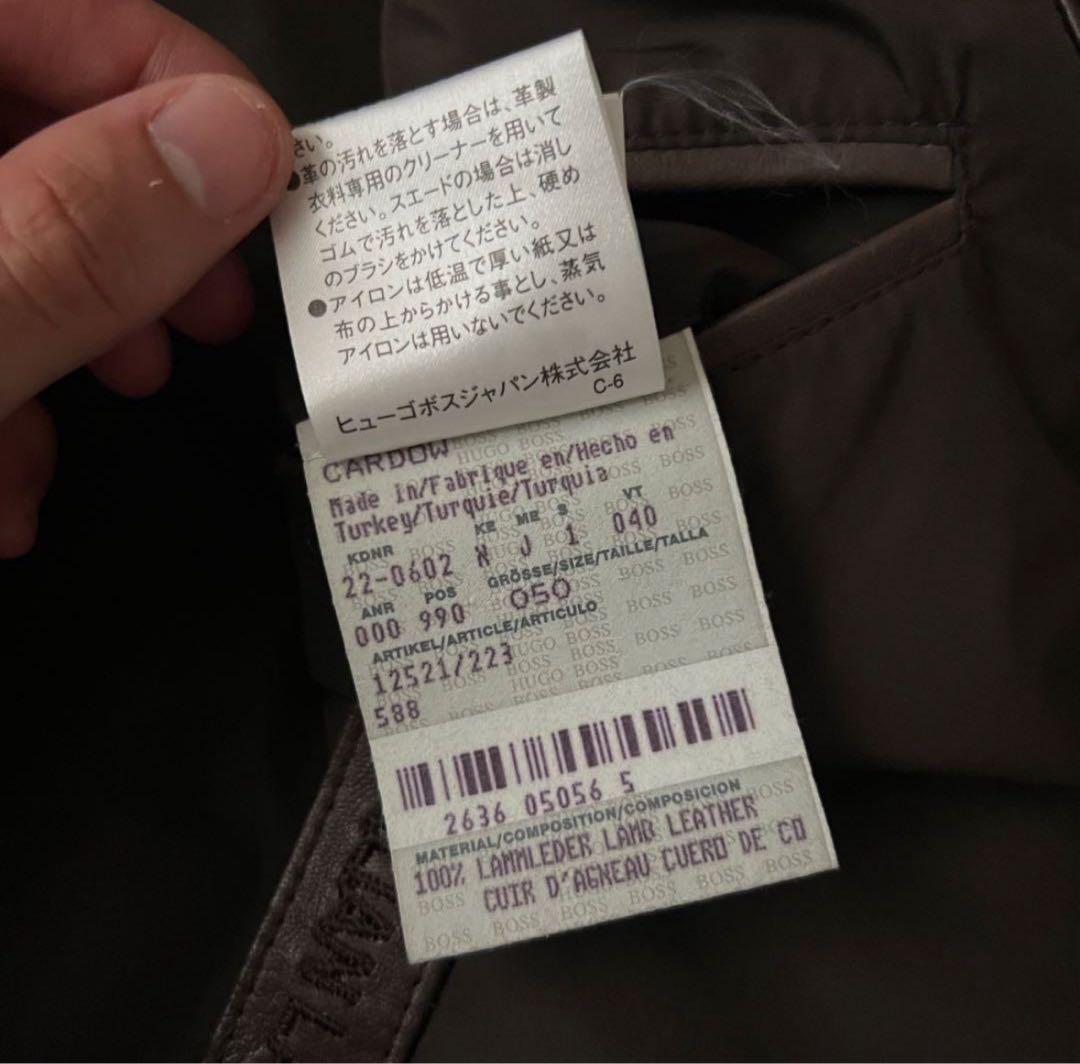 さい。
●革の汚れを落とす場合は、革製
衣料専用のクリーナーを用いて
ください。スエードの場合は消し
ゴムで汚れを落とした上、硬め
のブラシをかけてください。
●アイロンは低温で厚い紙又は
布の上からかける事とし、蒸気
アイロンは用いないでください。
ヒューゴボスジャパン株式会社
C-6
CARDOW
Made in/Fabrique en/Hecho en
Turkey/Turquie/Turquia
KDNR KE ME S VT
22-0602 N J 1 040
ANR POS GRÖSSE/SIZE/TAILLE/TALLA
000 990 050
ARTIKEL/ARTICLE/ARTICULO
12521/223
588
2636 05056 5
MATERIAL/COMPOSITION/COMPOSICION
100% LAMMLEDER LAMB LEATHER
CUIR D'AGNEAU CUERO DE CO